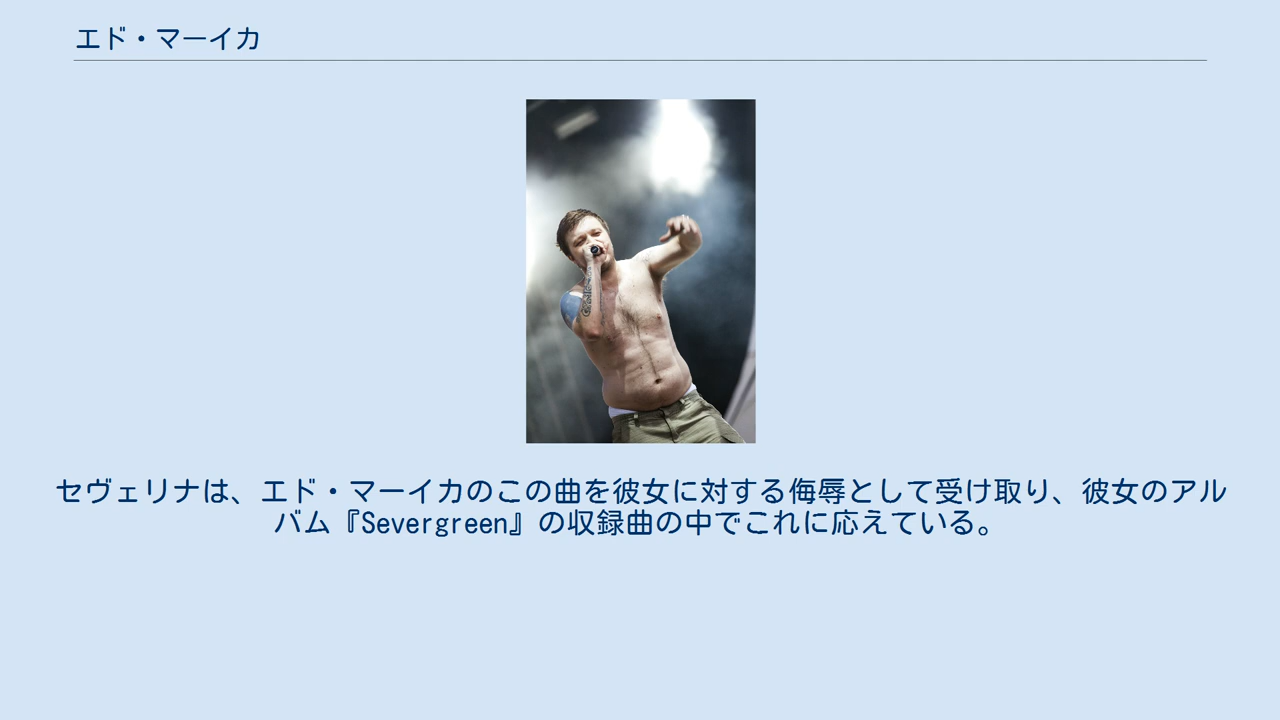 エド・マーイカ
セヴェリナは、エド・マーイカのこの曲を彼女に対する侮辱として受け取り、彼女のアル
バム『Severgreen』の収録曲の中でこれに応えている。